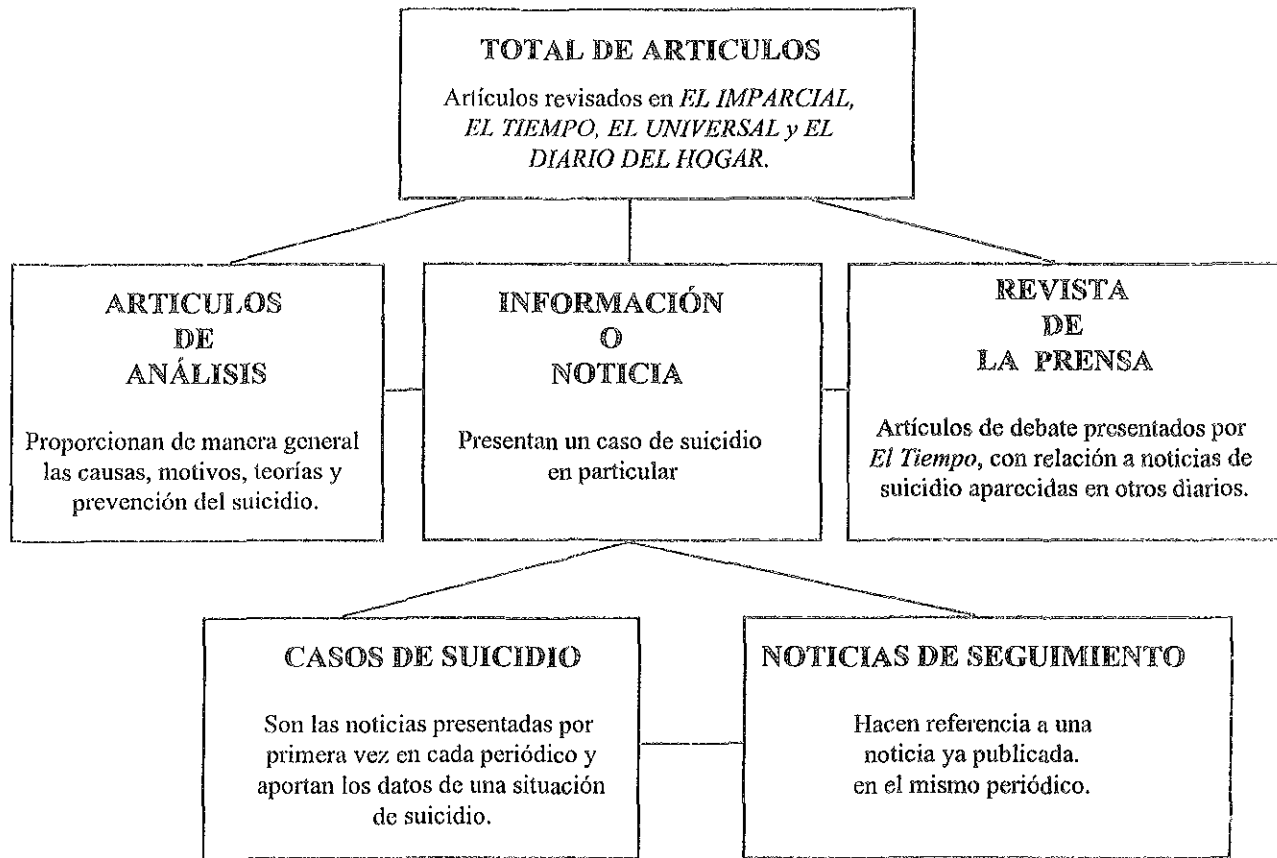 TOTAL DE ARTICULOS
Artículos revisados en EL IMPARCIAL,
EL TIEMPO, EL UNIVERSAL y EL
DIARIO DEL HOGAR.
ARTICULOS
DE
ANÁLISIS
Proporcionan de manera general
las causas, motivos, teorías y
prevención del suicidio.
INFORMACIÓN
O
NOTICIA
Presentan un caso de suicidio
en particular
REVISTA
DE
LA PRENSA
Artículos de debate presentados por
El Tiempo, con relación a noticias de
suicidio aparecidas en otros diarios.
CASOS DE SUICIDIO
Son las noticias presentadas por
primera vez en cada periódico y
aportan los datos de una situación
de suicidio.
NOTICIAS DE SEGUIMIENTO
Hacen referencia a una
noticia ya publicada.
en el mismo periódico.